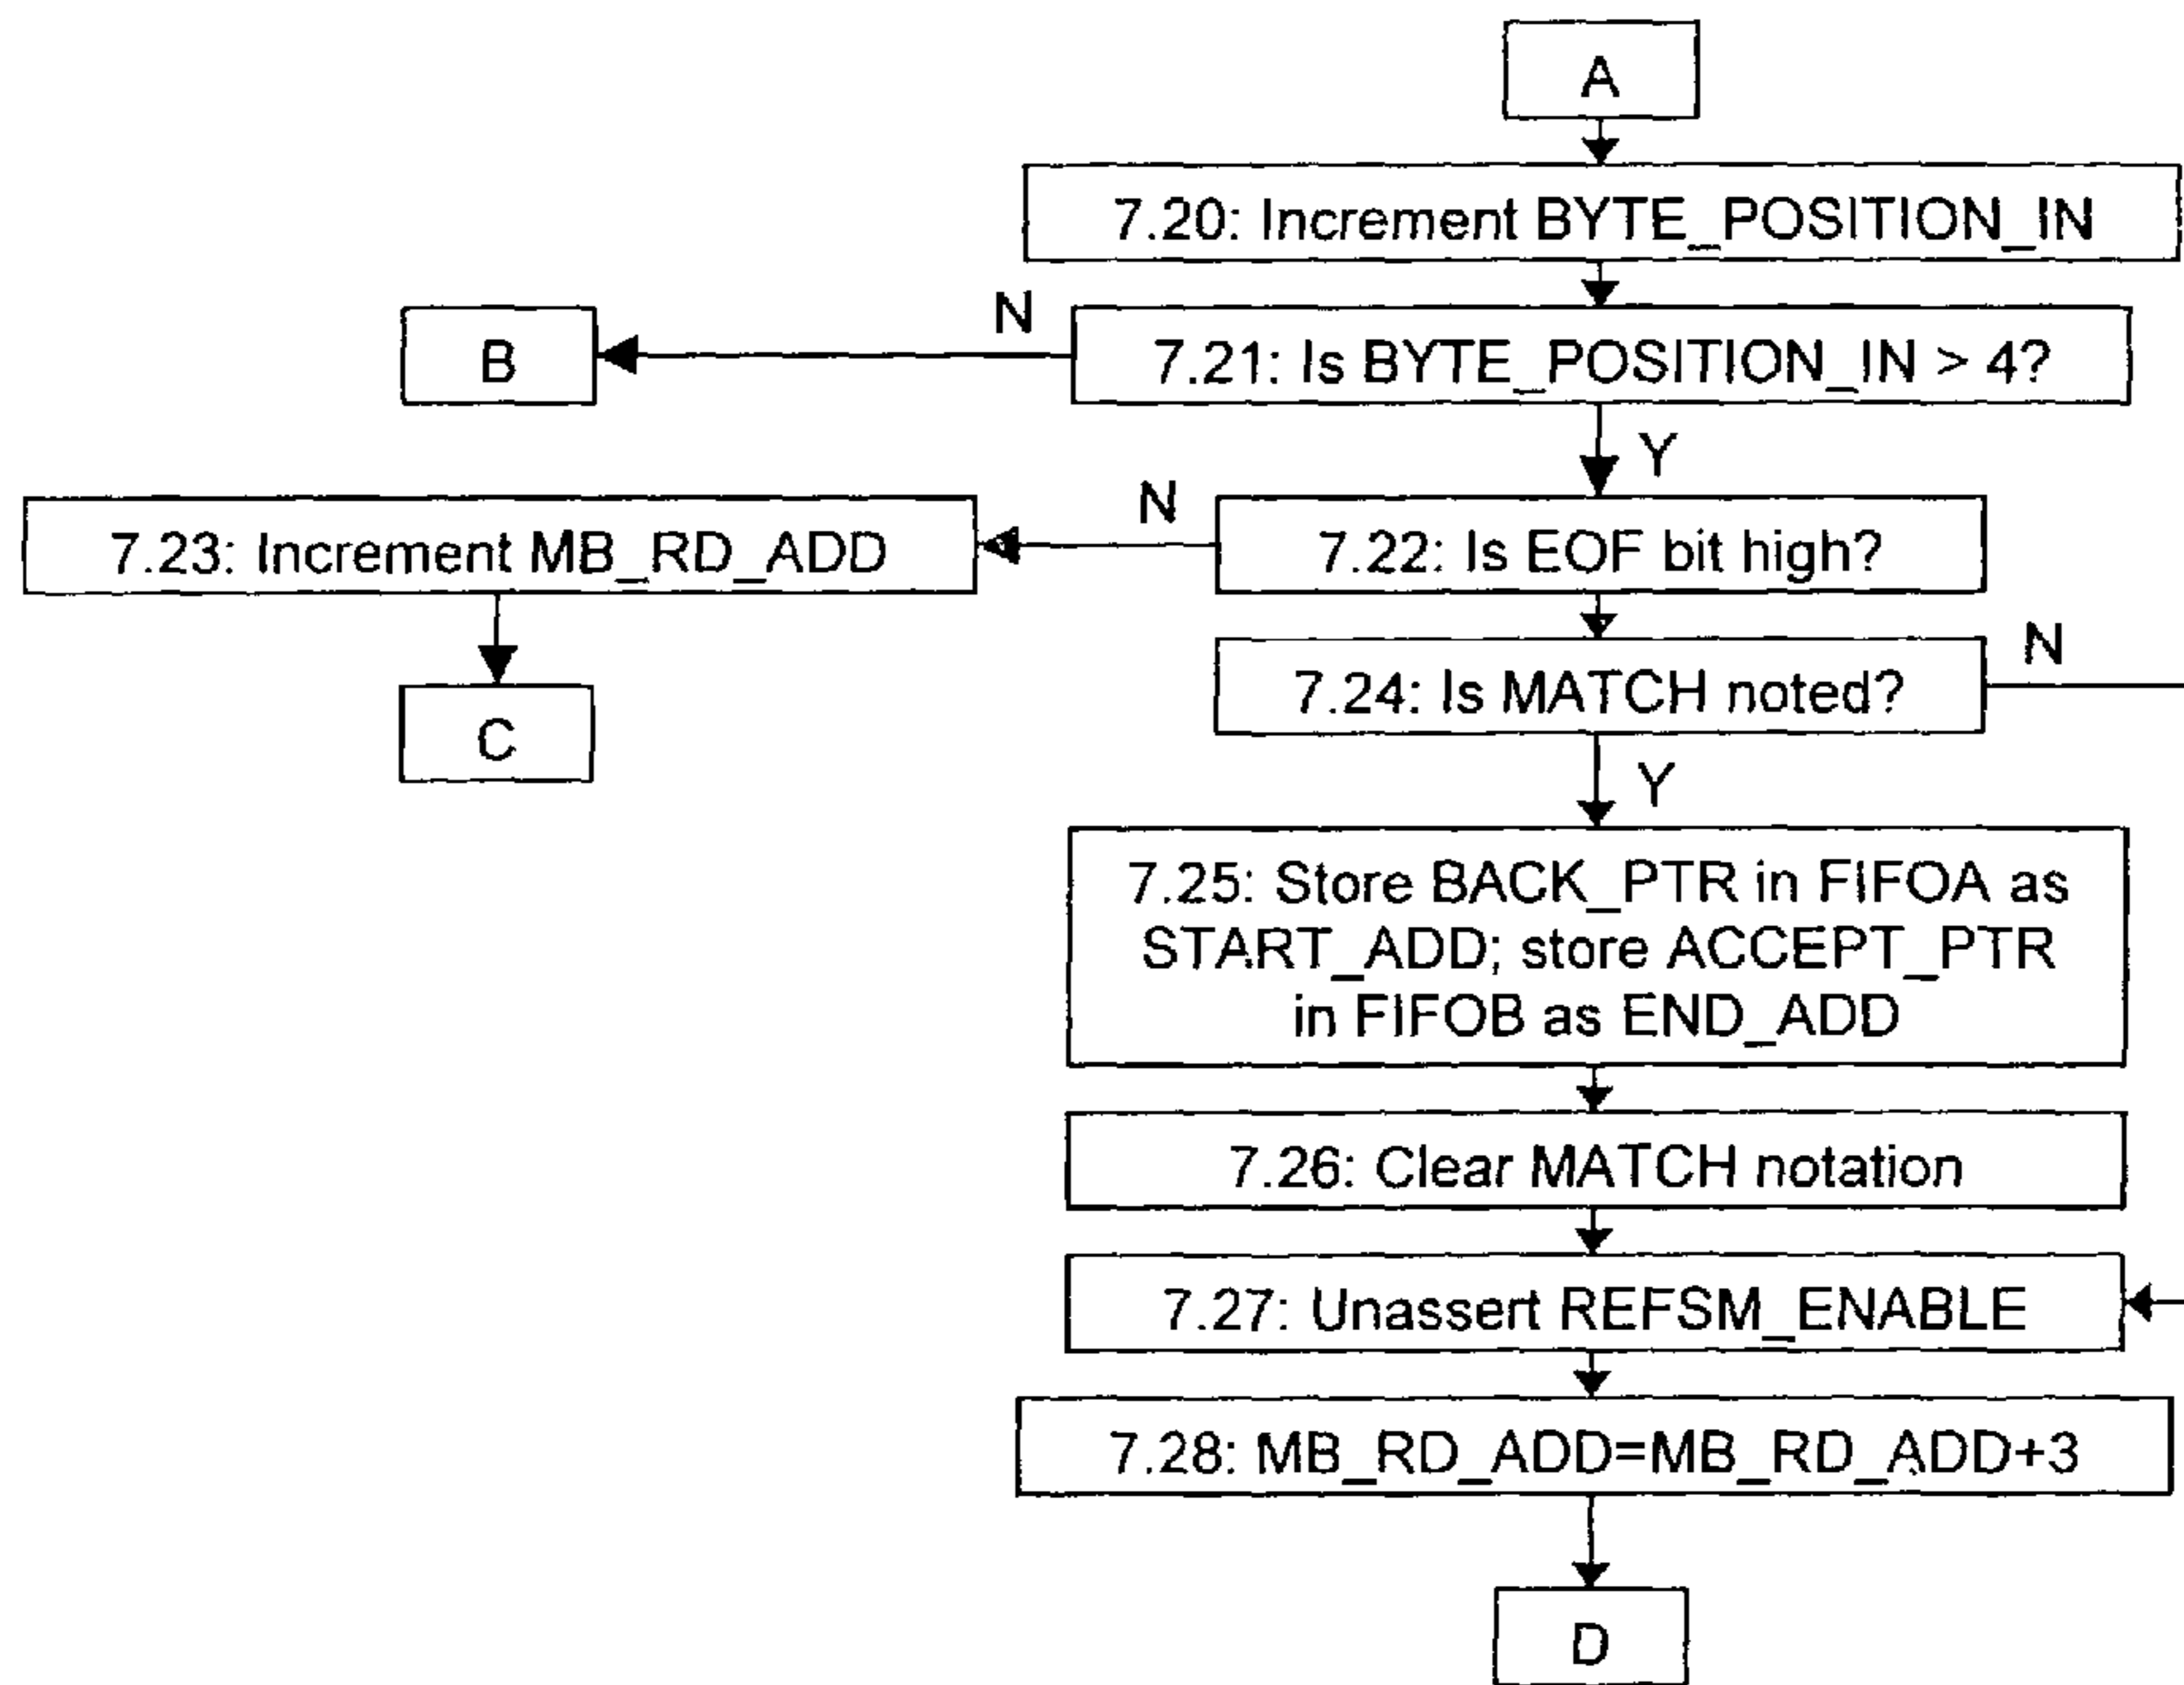 A
7.20: Increment BYTE_POSITION_IN
N
B
7.21: Is BYTE_POSITION_IN > 4?
Y
N
7.23: Increment MB_RD_ADD
7.22: Is EOF bit high?
N
7.24: Is MATCH noted?
C
Y
7.25: Store BACK_PTR in FIFOA as
START_ADD; store ACCEPT_PTR
in FIFOB as END_ADD
7.26: Clear MATCH notation
7.27: Unassert REFSM_ENABLE
7.28: MB_RD_ADD=MB_RD_ADD+3
D